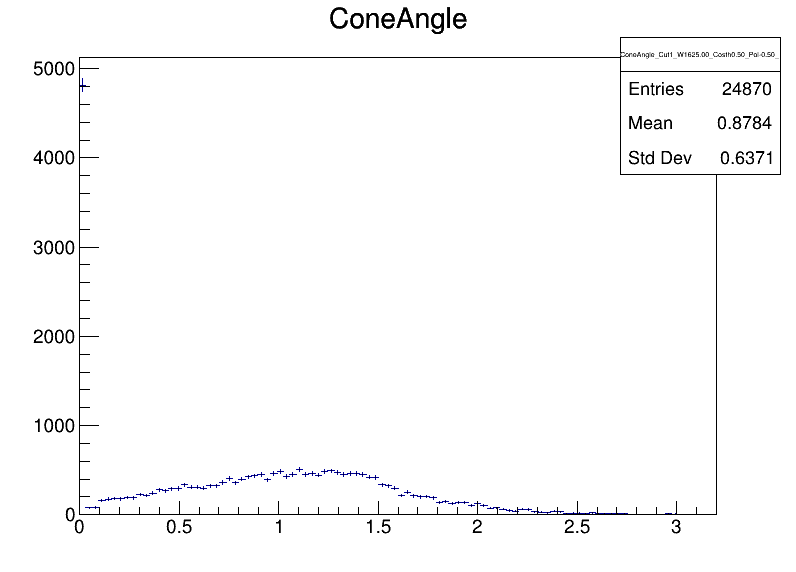 ConeAngle
ConeAngle_Cut1_W1625.00_Costh0.50_Pol-0.50_
Entries 24870
Mean 0.8784
Std Dev 0.6371
5000
4000
3000
2000
1000
0
0 0.5 1 1.5 2 2.5 3